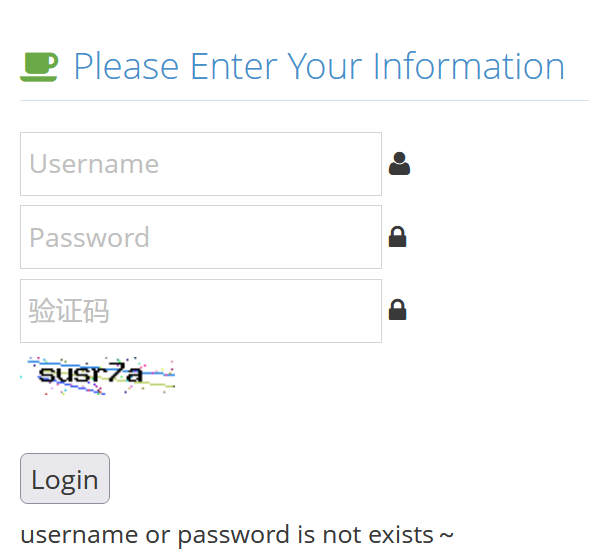 Please Enter Your Information
Username
Password
验证码
susr7a
Login
username or password is not exists ~